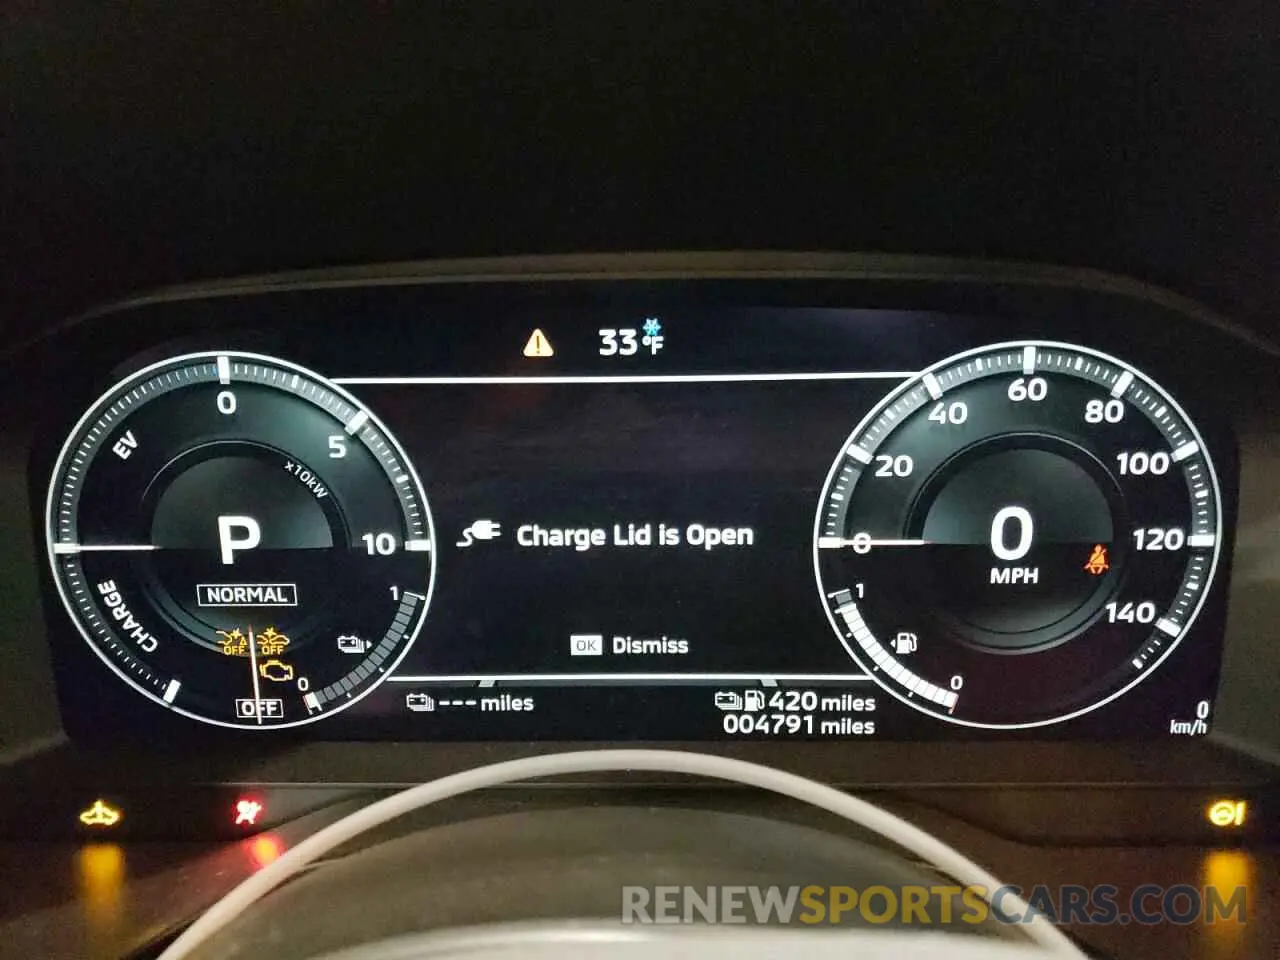 33 °F
0
5
10
x10kW
EV
CHARGE
P
NORMAL
OFF
OFF
OFF
1
0
Charge Lid is Open
OK Dismiss
--- miles
420 miles
004791 miles
0
20
40
60
80
100
120
140
0
MPH
1
0
0
km/h
RENEWSPORTSCARS.COM